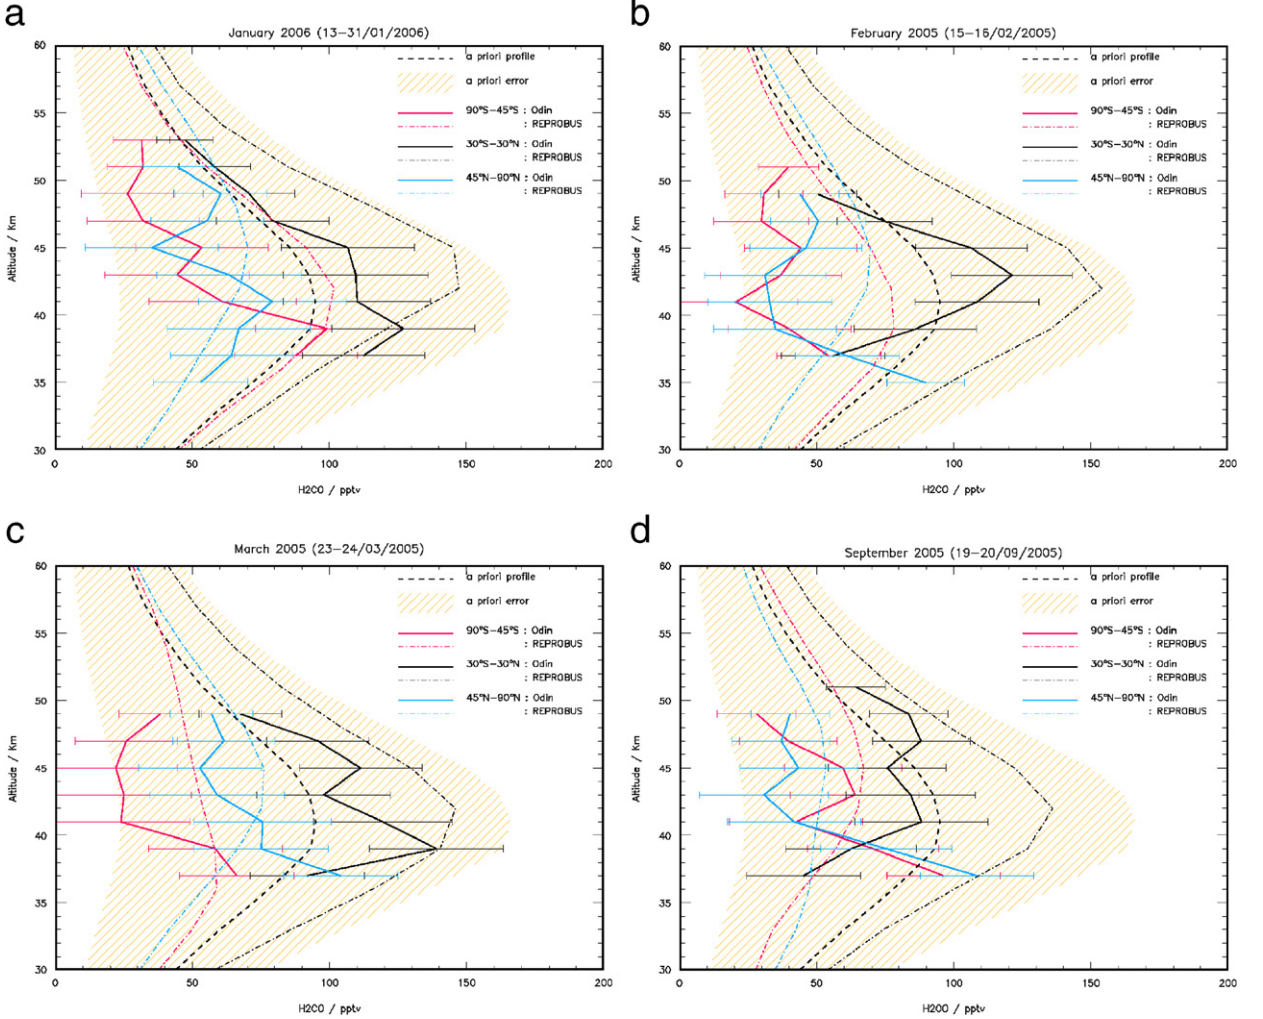 a
January 2006 (13-31/01/2006)
60
55
50
45
40
35
30
Altitude / Km
a priori profile
a priori error
90°S-45°S : Odin
: REPROBUS
30°S-30°N : Odin
: REPROBUS
45°N-90°N : Odin
: REPROBUS
0 50 100 150 200
H2CO / pptv
b
February 2005 (15-16/02/2005)
60
55
50
45
40
35
30
Altitude / Km
a priori profile
a priori error
90°S-45°S : Odin
: REPROBUS
30°S-30°N : Odin
: REPROBUS
45°N-90°N : Odin
: REPROBUS
0 50 100 150 200
H2CO / pptv
c
March 2005 (23-24/03/2005)
60
55
50
45
40
35
30
Altitude / Km
a priori profile
a priori error
90°S-45°S : Odin
: REPROBUS
30°S-30°N : Odin
: REPROBUS
45°N-90°N : Odin
: REPROBUS
0 50 100 150 200
H2CO / pptv
d
September 2005 (19-20/09/2005)
60
55
50
45
40
35
30
Altitude / Km
a priori profile
a priori error
90°S-45°S : Odin
: REPROBUS
30°S-30°N : Odin
: REPROBUS
45°N-90°N : Odin
: REPROBUS
0 50 100 150 200
H2CO / pptv